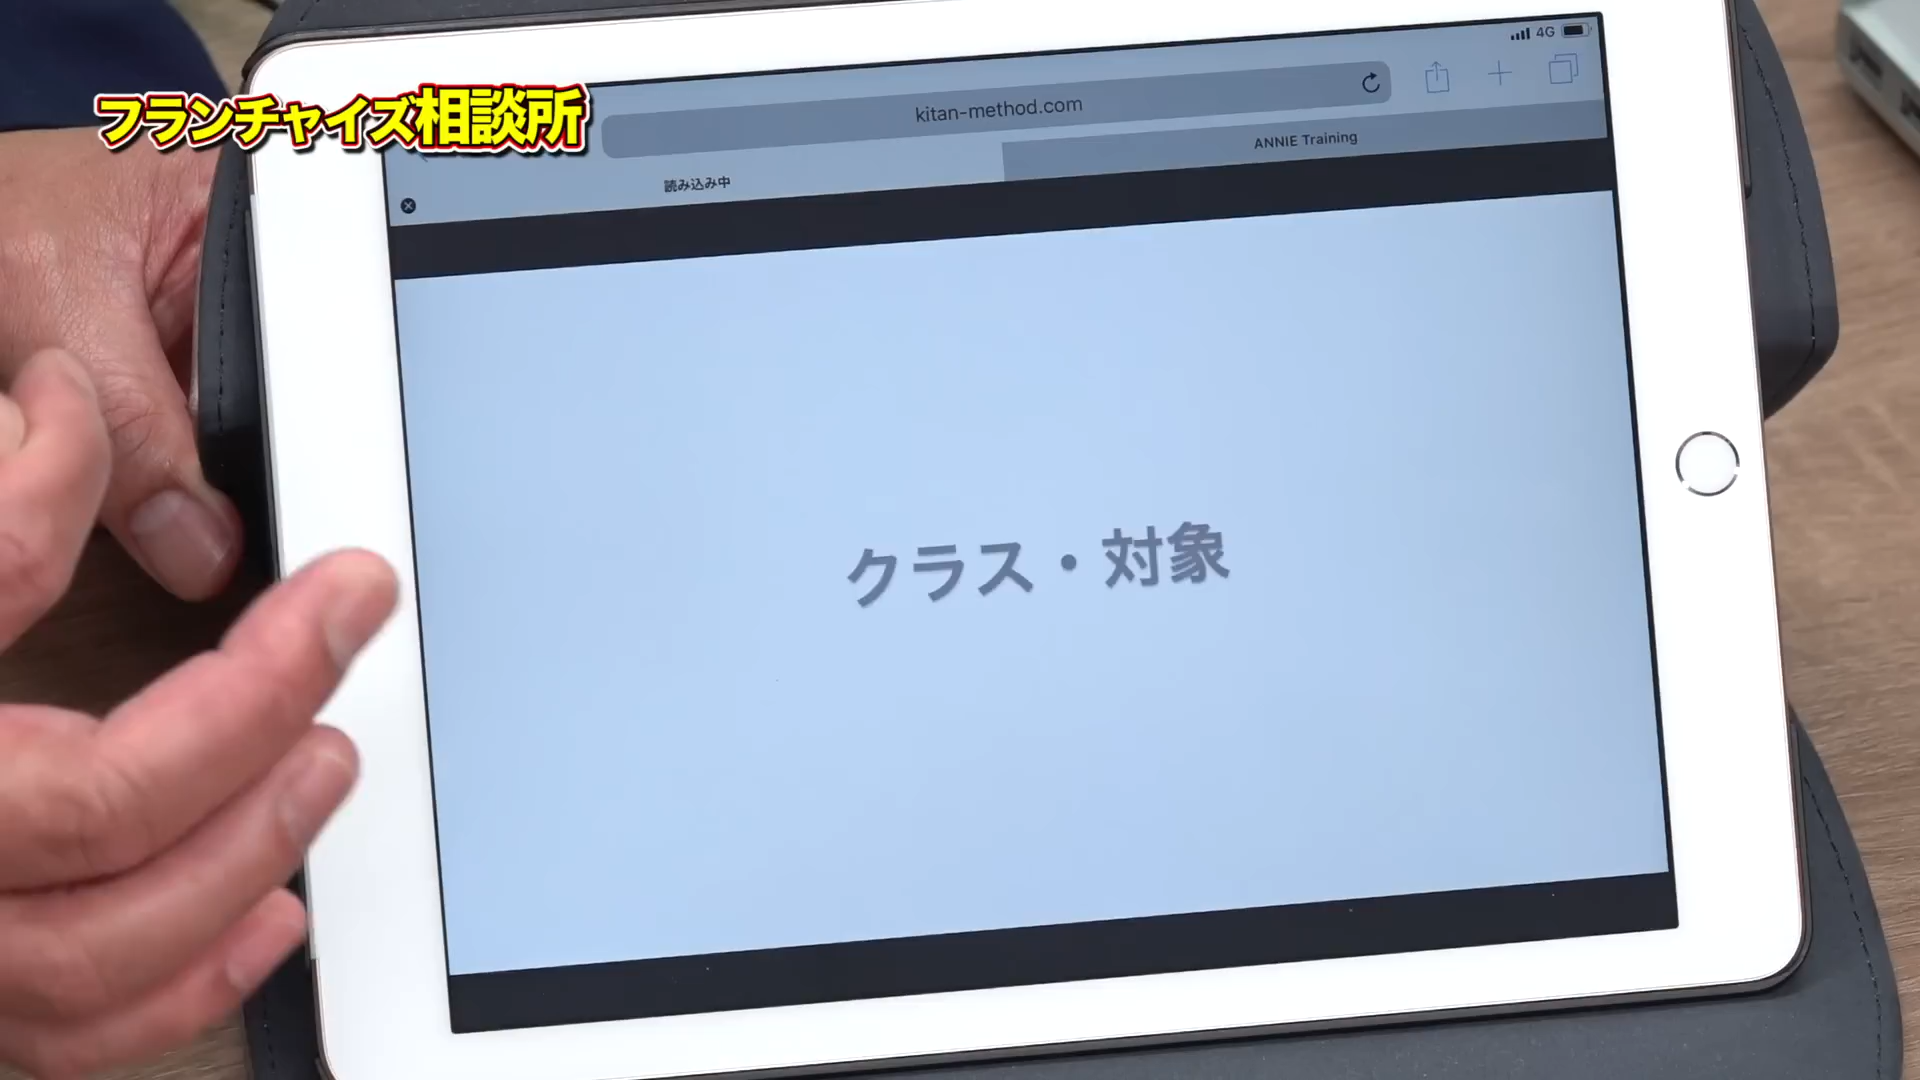 フランチャイズ相談所
4G
kitan-method.com
読み込み中
ANNIE Training
クラス・対象